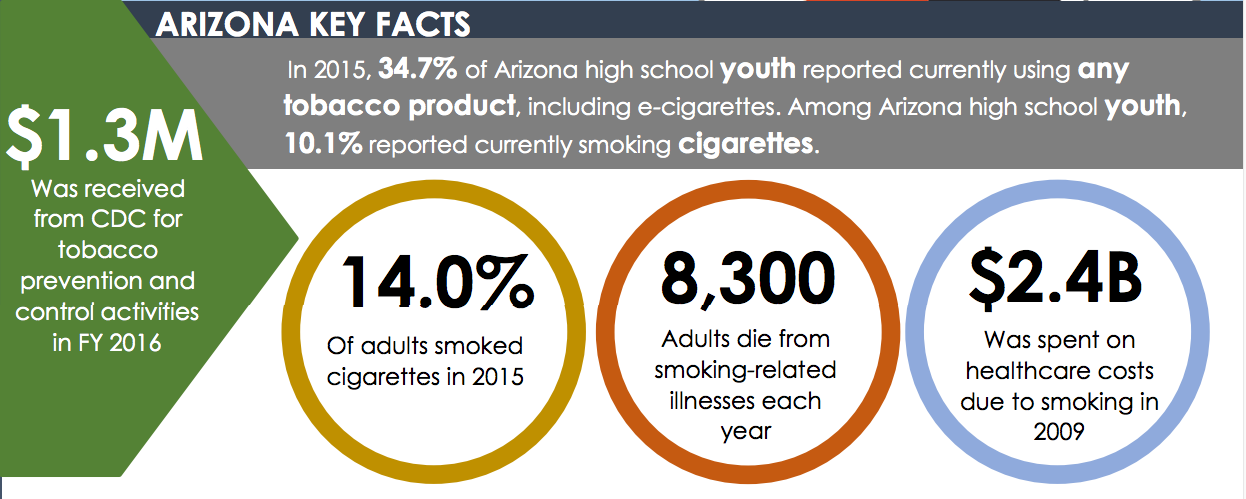 ARIZONA KEY FACTS
In 2015, 34.7% of Arizona high school youth reported currently using any
tobacco product, including e-cigarettes. Among Arizona high school youth,
10.1% reported currently smoking cigarettes.
$1.3M
Was received
from CDC for
tobacco
prevention and
control activities
in FY 2016
14.0%
Of adults smoked
cigarettes in 2015
8,300
Adults die from
smoking-related
illnesses each
year
$2.4B
Was spent on
healthcare costs
due to smoking in
2009